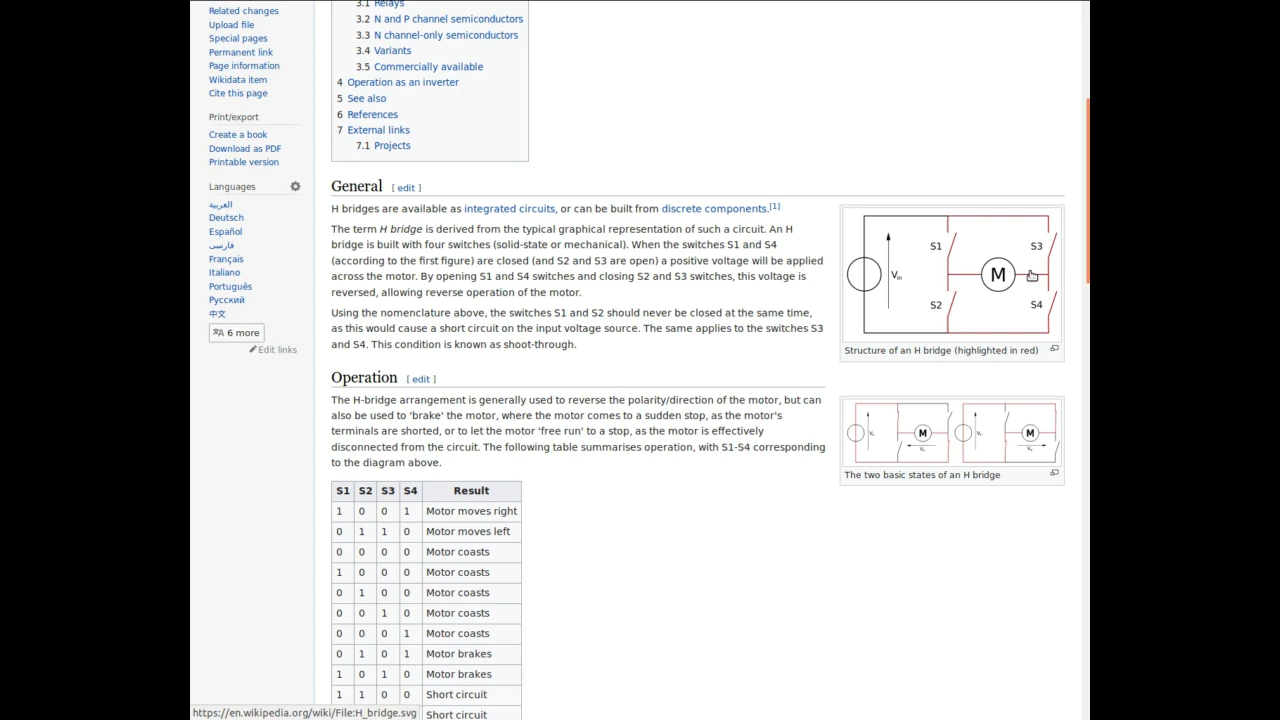 Related changes
Upload file
Special pages
Permanent link
Page information
Wikidata item
Cite this page
Print/export
Create a book
Download as PDF
Printable version
Languages
العربية
Deutsch
Español
فارسی
Français
Italiano
Português
Русский
中文
6 more
Edit links
3.1 Relays
3.2 N and P channel semiconductors
3.3 N channel-only semiconductors
3.4 Variants
3.5 Commercially available
4 Operation as an inverter
5 See also
6 References
7 External links
7.1 Projects
General [ edit ]
H bridges are available as integrated circuits, or can be built from discrete components.[1]
The term H bridge is derived from the typical graphical representation of such a circuit. An H
bridge is built with four switches (solid-state or mechanical). When the switches S1 and S4
(according to the first figure) are closed (and S2 and S3 are open) a positive voltage will be applied
across the motor. By opening S1 and S4 switches and closing S2 and S3 switches, this voltage is
reversed, allowing reverse operation of the motor.
Using the nomenclature above, the switches S1 and S2 should never be closed at the same time,
as this would cause a short circuit on the input voltage source. The same applies to the switches S3
and S4. This condition is known as shoot-through.
S1 S3
Vin M
S2 S4
Structure of an H bridge (highlighted in red)
Operation [ edit ]
The H-bridge arrangement is generally used to reverse the polarity/direction of the motor, but can
also be used to 'brake' the motor, where the motor comes to a sudden stop, as the motor's
terminals are shorted, or to let the motor 'free run' to a stop, as the motor is effectively
disconnected from the circuit. The following table summarises operation, with S1-S4 corresponding
to the diagram above.
M M
The two basic states of an H bridge
S1 S2 S3 S4 Result
1 0 0 1 Motor moves right
0 1 1 0 Motor moves left
0 0 0 0 Motor coasts
1 0 0 0 Motor coasts
0 1 0 0 Motor coasts
0 0 1 0 Motor coasts
0 0 0 1 Motor coasts
0 1 0 1 Motor brakes
1 0 1 0 Motor brakes
1 1 0 0 Short circuit
Short circuit
https://en.wikipedia.org/wiki/File:H_bridge.svg